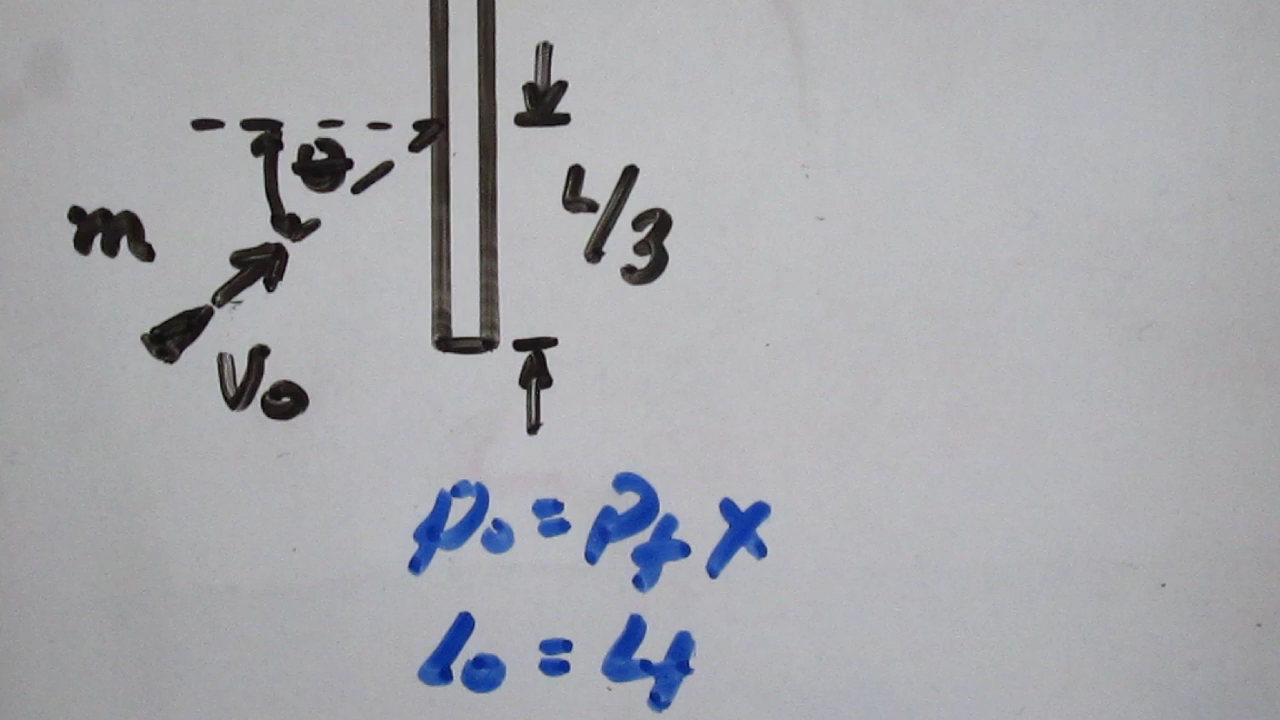 θ
m
L/3
V₀
p₀ = P_f X
L₀ = L_f